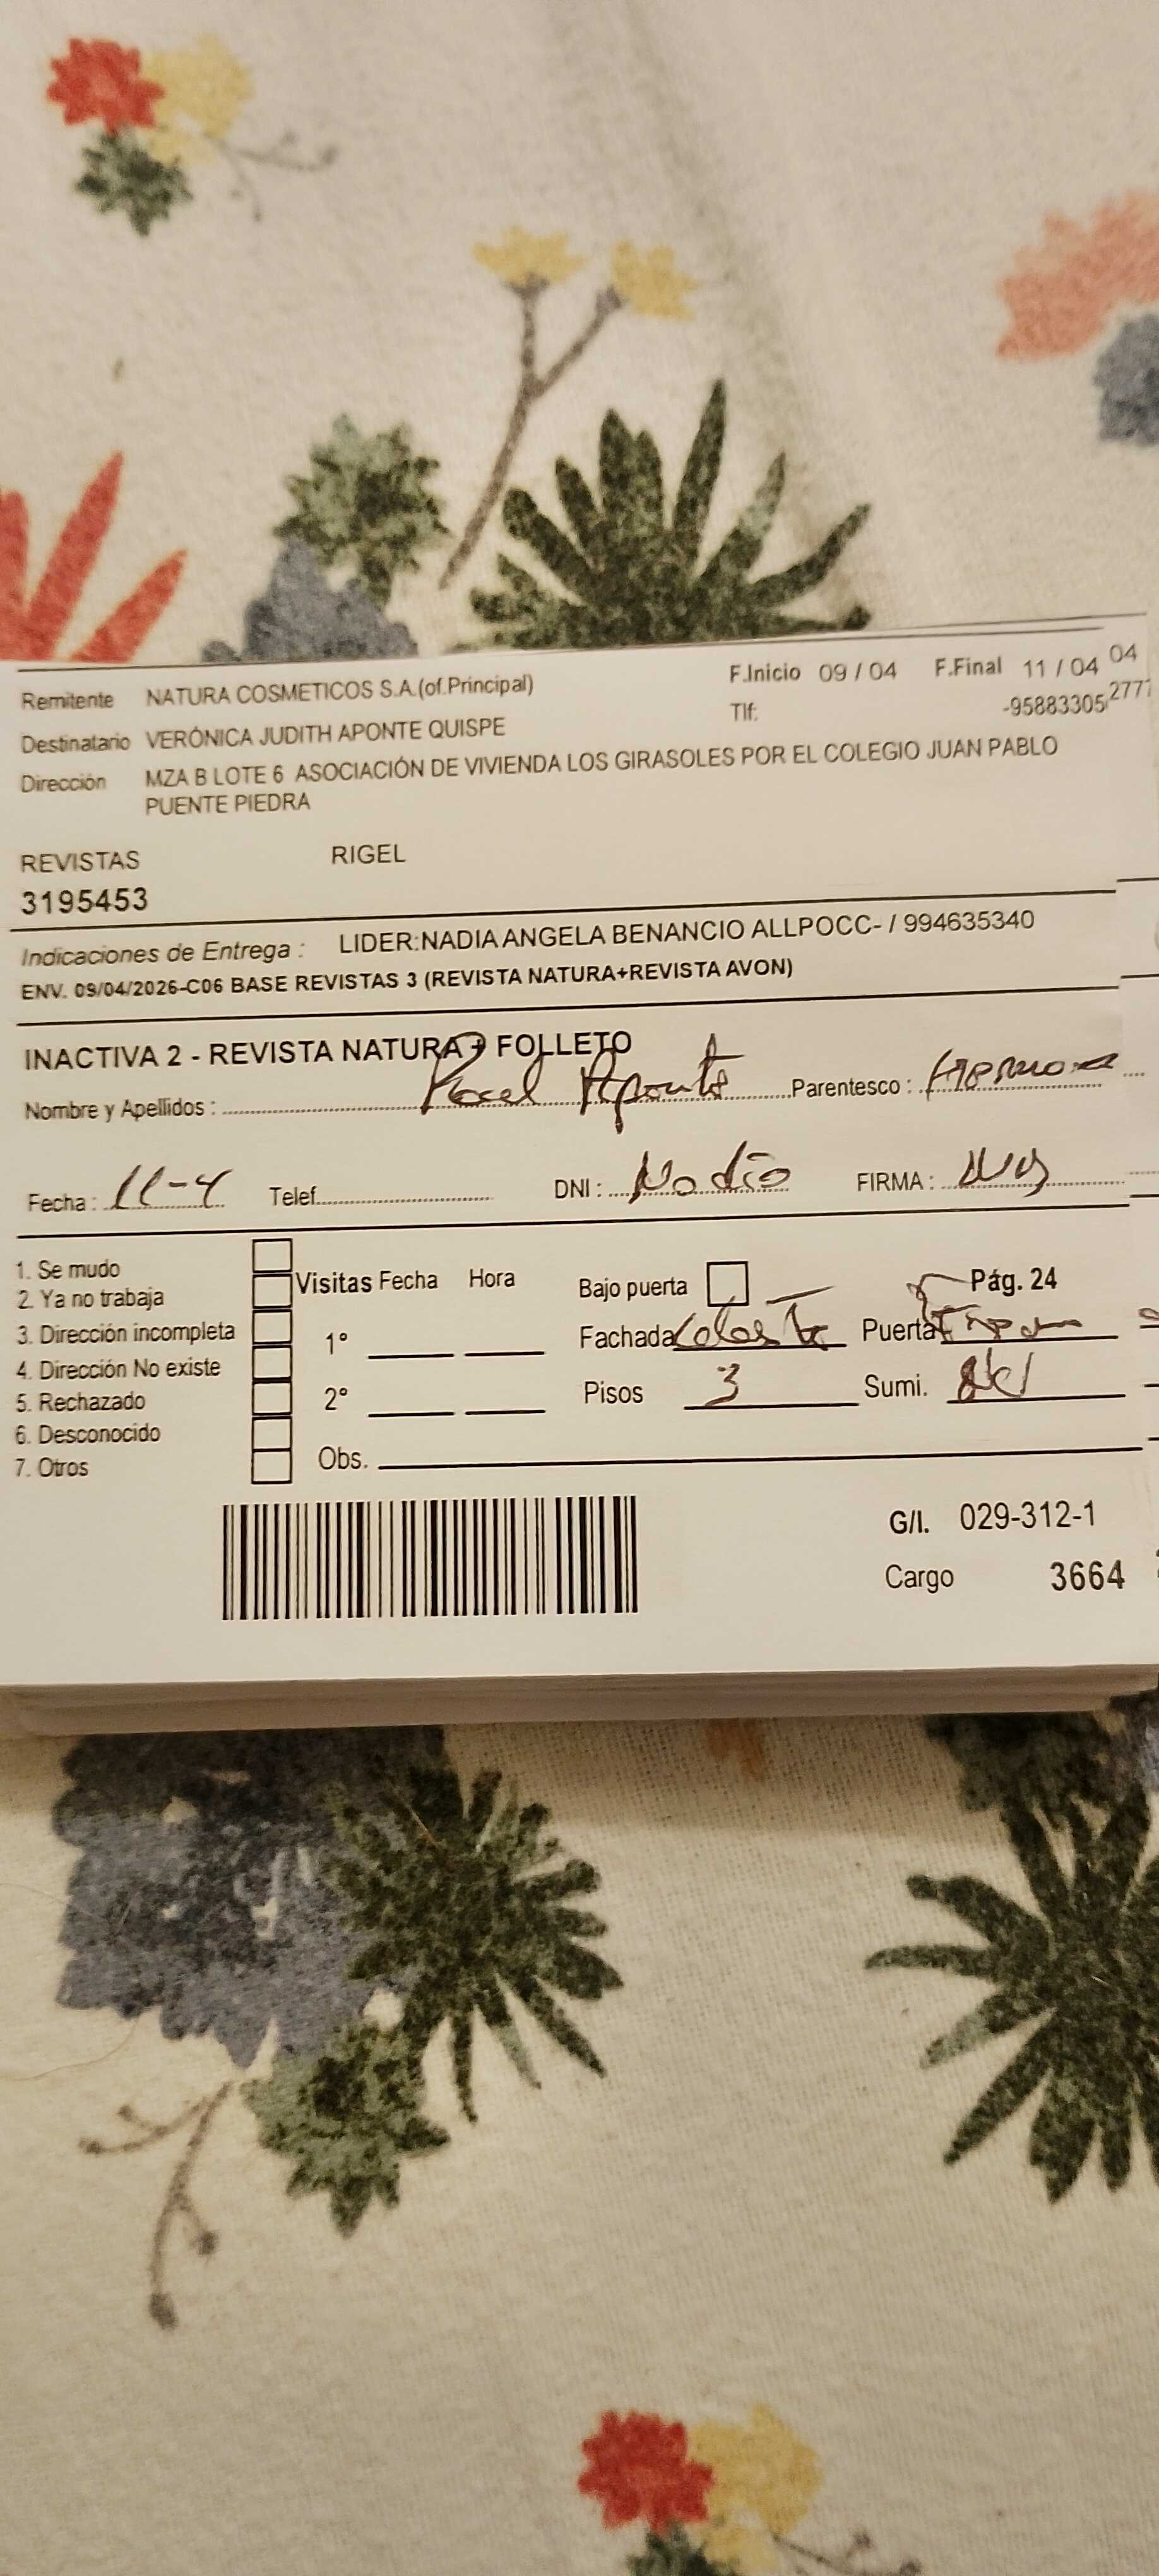 Remitente NATURA COSMETICOS S.A.(of.Principal) F.Inicio 09 / 04 F.Final 11 / 04 04
Destinatario VERÓNICA JUDITH APONTE QUISPE Tlf: -95883305 2777
Dirección MZA B LOTE 6 ASOCIACIÓN DE VIVIENDA LOS GIRASOLES POR EL COLEGIO JUAN PABLO
PUENTE PIEDRA
REVISTAS RIGEL
3195453
Indicaciones de Entrega : LIDER:NADIA ANGELA BENANCIO ALLPOCC- / 994635340
ENV. 09/04/2026-C06 BASE REVISTAS 3 (REVISTA NATURA+REVISTA AVON)
INACTIVA 2 - REVISTA NATURA + FOLLETO
Nombre y Apellidos : Aponte Parentesco : Hermana
Fecha : 11-4 Telef. DNI : Nadia FIRMA :
1. Se mudo
2. Ya no trabaja Visitas Fecha Hora Bajo puerta Pág. 24
3. Dirección incompleta 1° Fachada Celeste Puerta
4. Dirección No existe
5. Rechazado 2° Pisos 3 Sumi.
6. Desconocido
7. Otros Obs.
G/I. 029-312-1
Cargo 3664